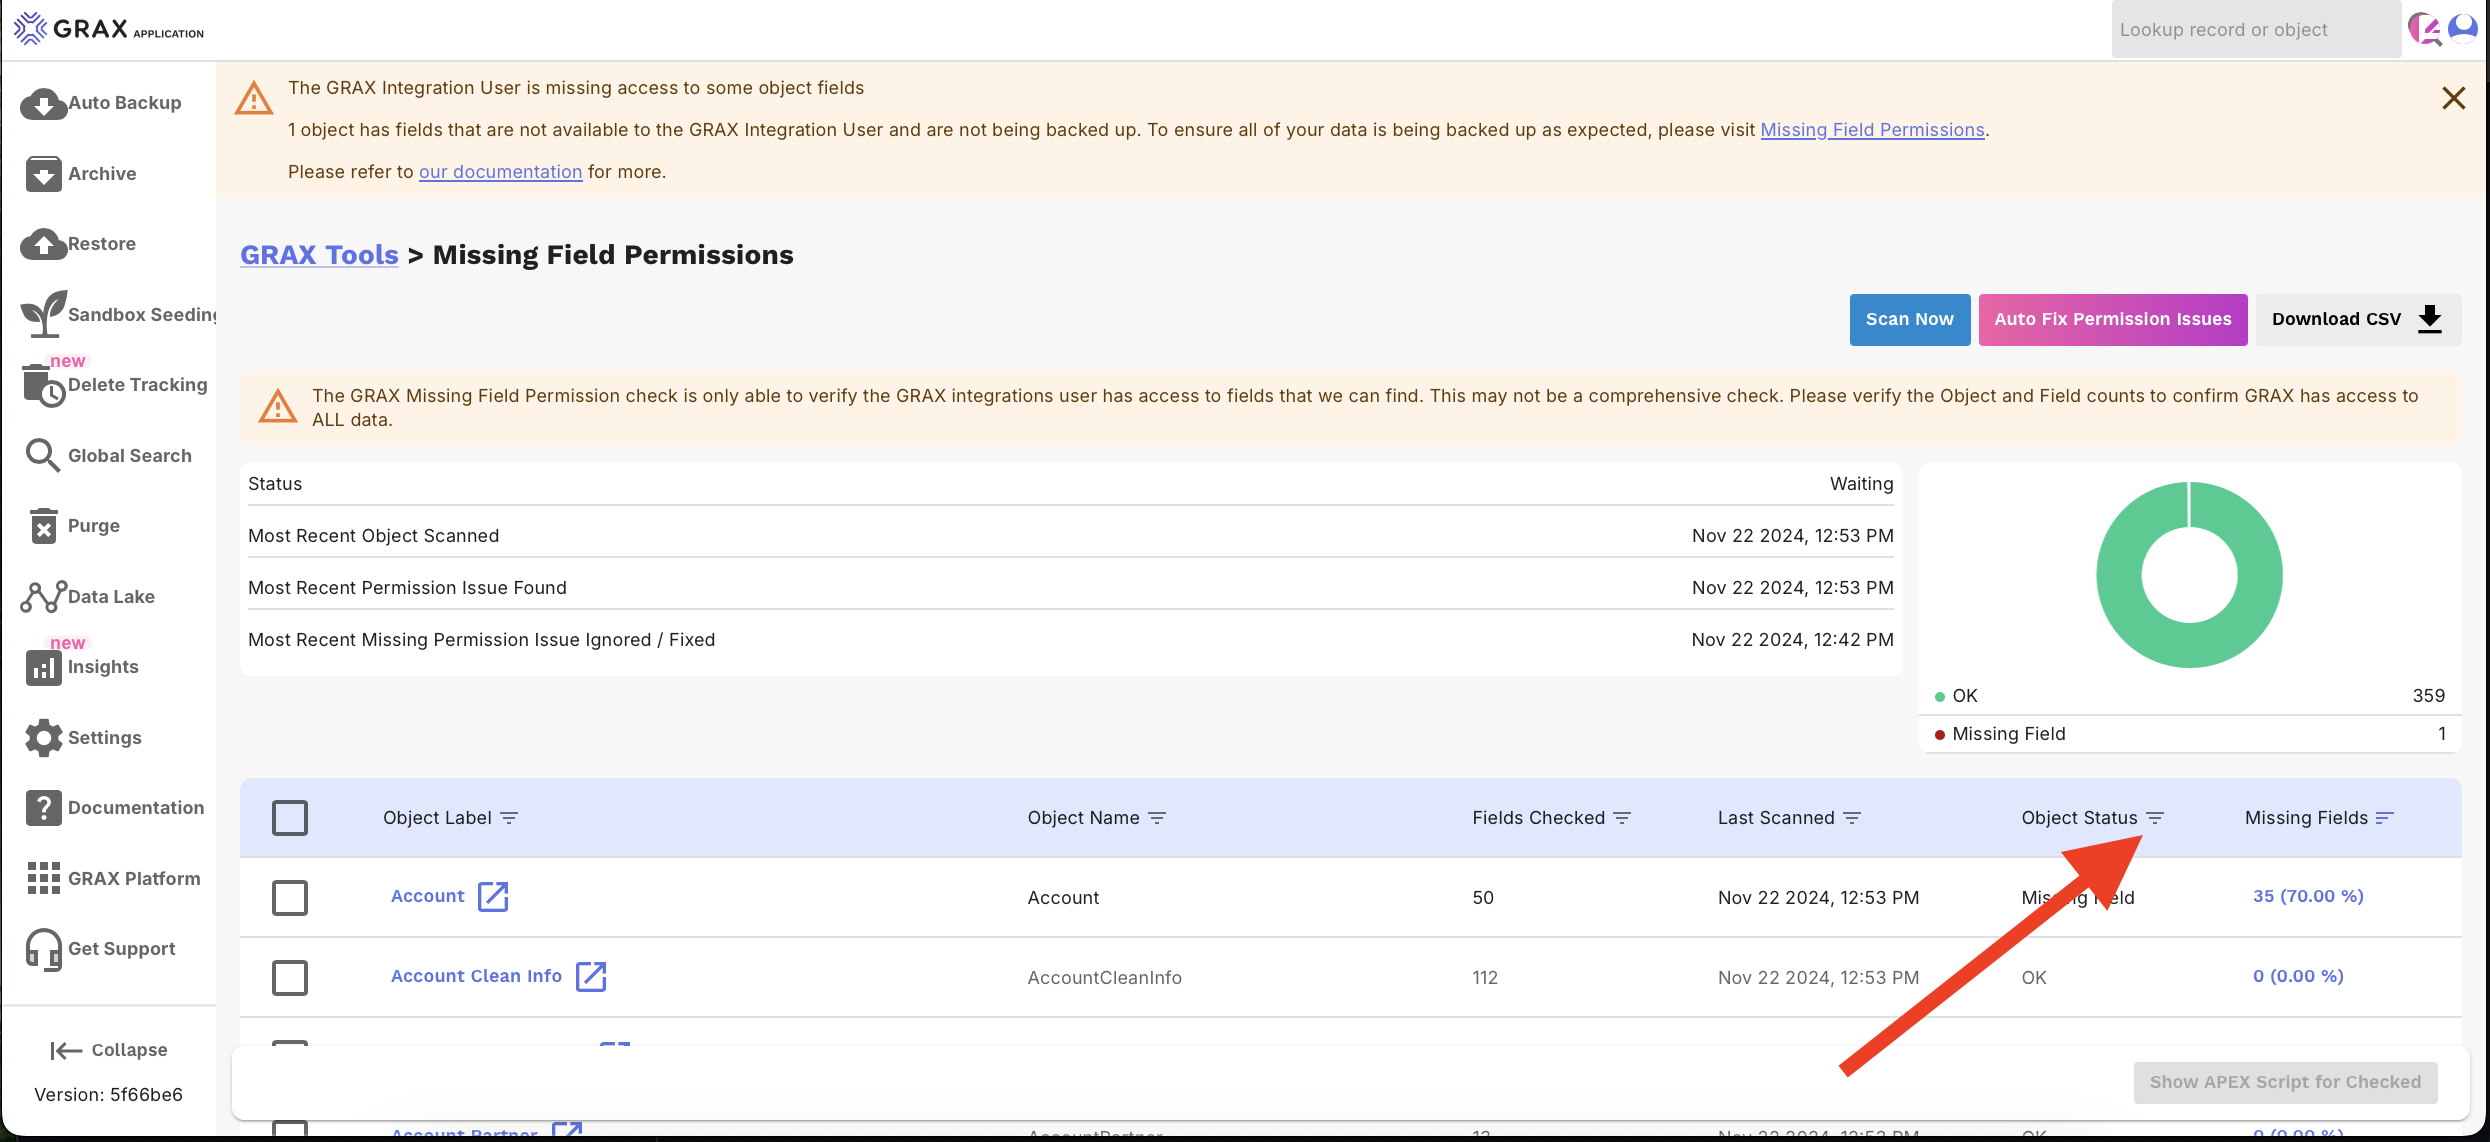 GRAX APPLICATION
Lookup record or object
Auto Backup
Archive
Restore
Sandbox Seeding
new
Delete Tracking
Global Search
Purge
Data Lake
new
Insights
Settings
Documentation
GRAX Platform
Get Support
Collapse
Version: 5f66be6
The GRAX Integration User is missing access to some object fields
1 object has fields that are not available to the GRAX Integration User and are not being backed up. To ensure all of your data is being backed up as expected, please visit Missing Field Permissions.
Please refer to our documentation for more.
GRAX Tools > Missing Field Permissions
Scan Now
Auto Fix Permission Issues
Download CSV
The GRAX Missing Field Permission check is only able to verify the GRAX integrations user has access to fields that we can find. This may not be a comprehensive check. Please verify the Object and Field counts to confirm GRAX has access to
ALL data.
Status Waiting
Most Recent Object Scanned Nov 22 2024, 12:53 PM
Most Recent Permission Issue Found Nov 22 2024, 12:53 PM
Most Recent Missing Permission Issue Ignored / Fixed Nov 22 2024, 12:42 PM
OK 359
Missing Field 1
Object Label Object Name Fields Checked Last Scanned Object Status Missing Fields
Account Account 50 Nov 22 2024, 12:53 PM Missing Field 35 (70.00 %)
Account Clean Info AccountCleanInfo 112 Nov 22 2024, 12:53 PM OK 0 (0.00 %)
Show APEX Script for Checked
Account Partner AccountPartner Nov 22 2024, 12:53 PM OK 0 (0.00 %)